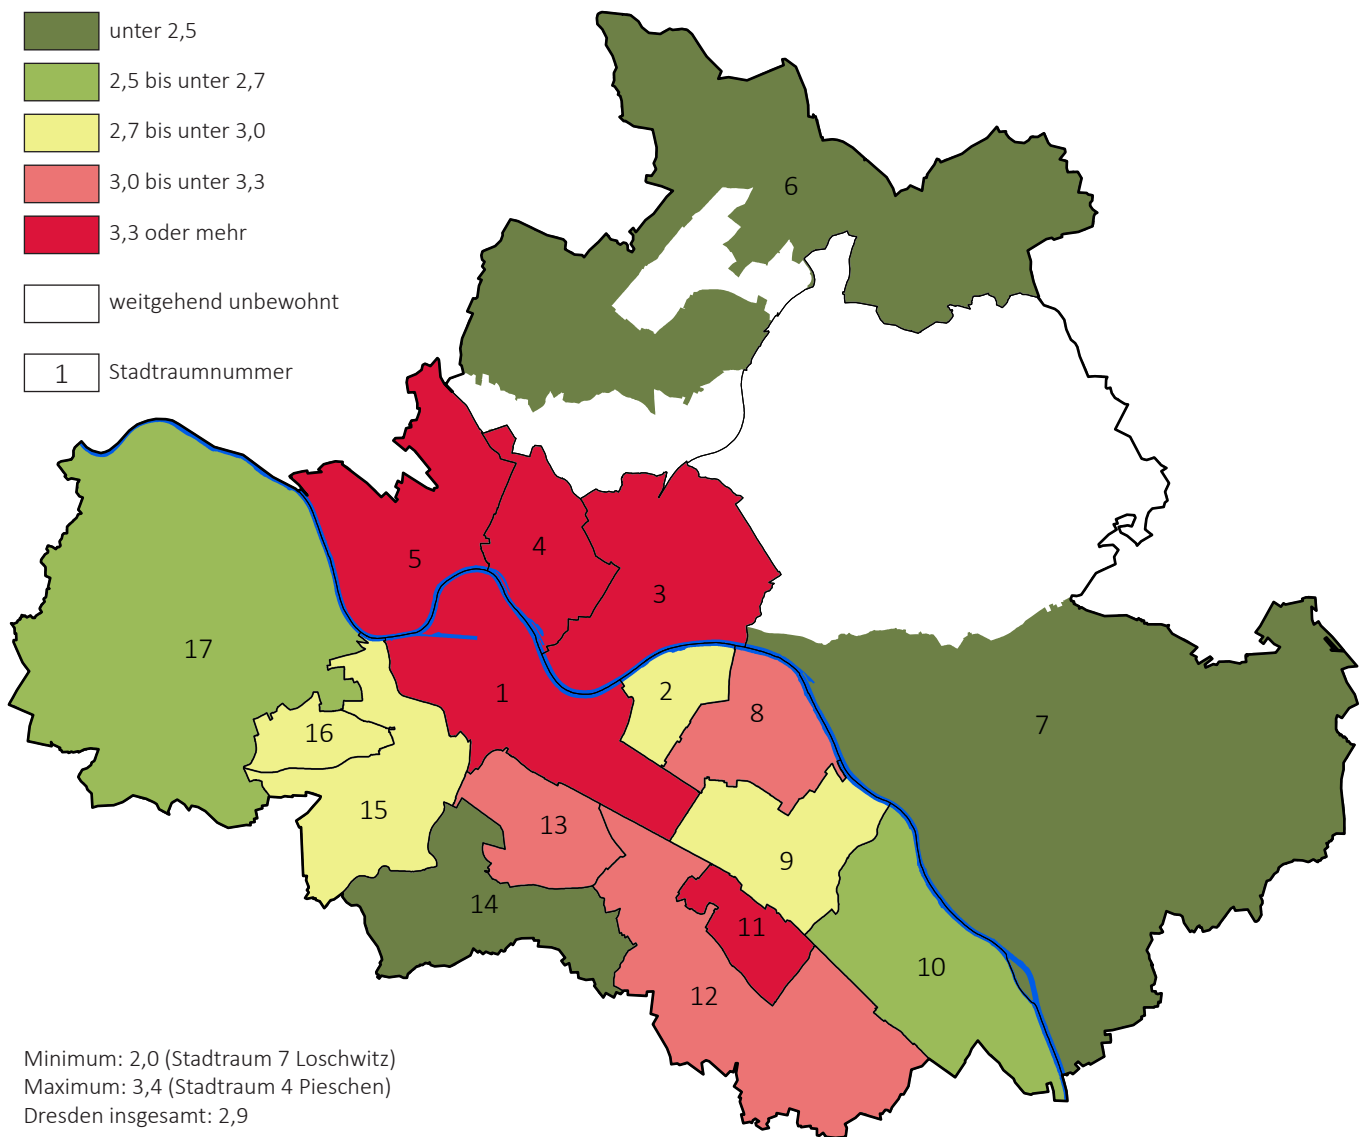 unter 2,5
2,5 bis unter 2,7
2,7 bis unter 3,0
3,0 bis unter 3,3
3,3 oder mehr
weitgehend unbewohnt
1 Stadtraumnummer
6
5
4
3
17
2
1
8
7
16
15
13
9
14
11
10
12
Minimum: 2,0 (Stadtraum 7 Loschwitz)
Maximum: 3,4 (Stadtraum 4 Pieschen)
Dresden insgesamt: 2,9